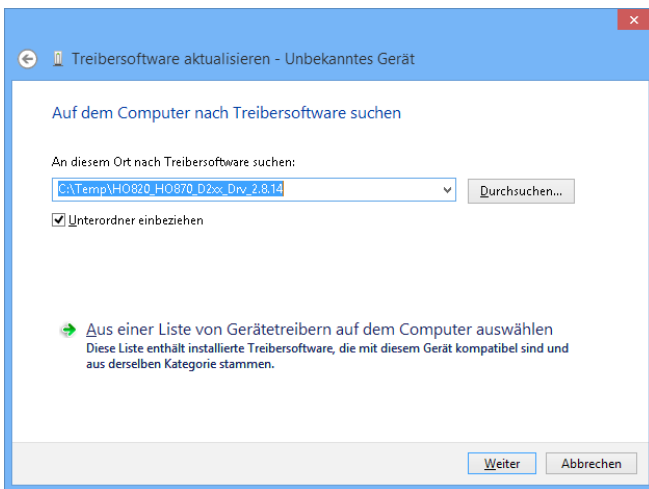 Treibersoftware aktualisieren - Unbekanntes Gerät
Auf dem Computer nach Treibersoftware suchen
An diesem Ort nach Treibersoftware suchen:
C:\Temp\HO820_HO870_D2xx_Drv_2.8.14
Durchsuchen...
Unterordner einbeziehen
Aus einer Liste von Gerätetreibern auf dem Computer auswählen
Diese Liste enthält installierte Treibersoftware, die mit diesem Gerät kompatibel sind und
aus derselben Kategorie stammen.
Weiter
Abbrechen